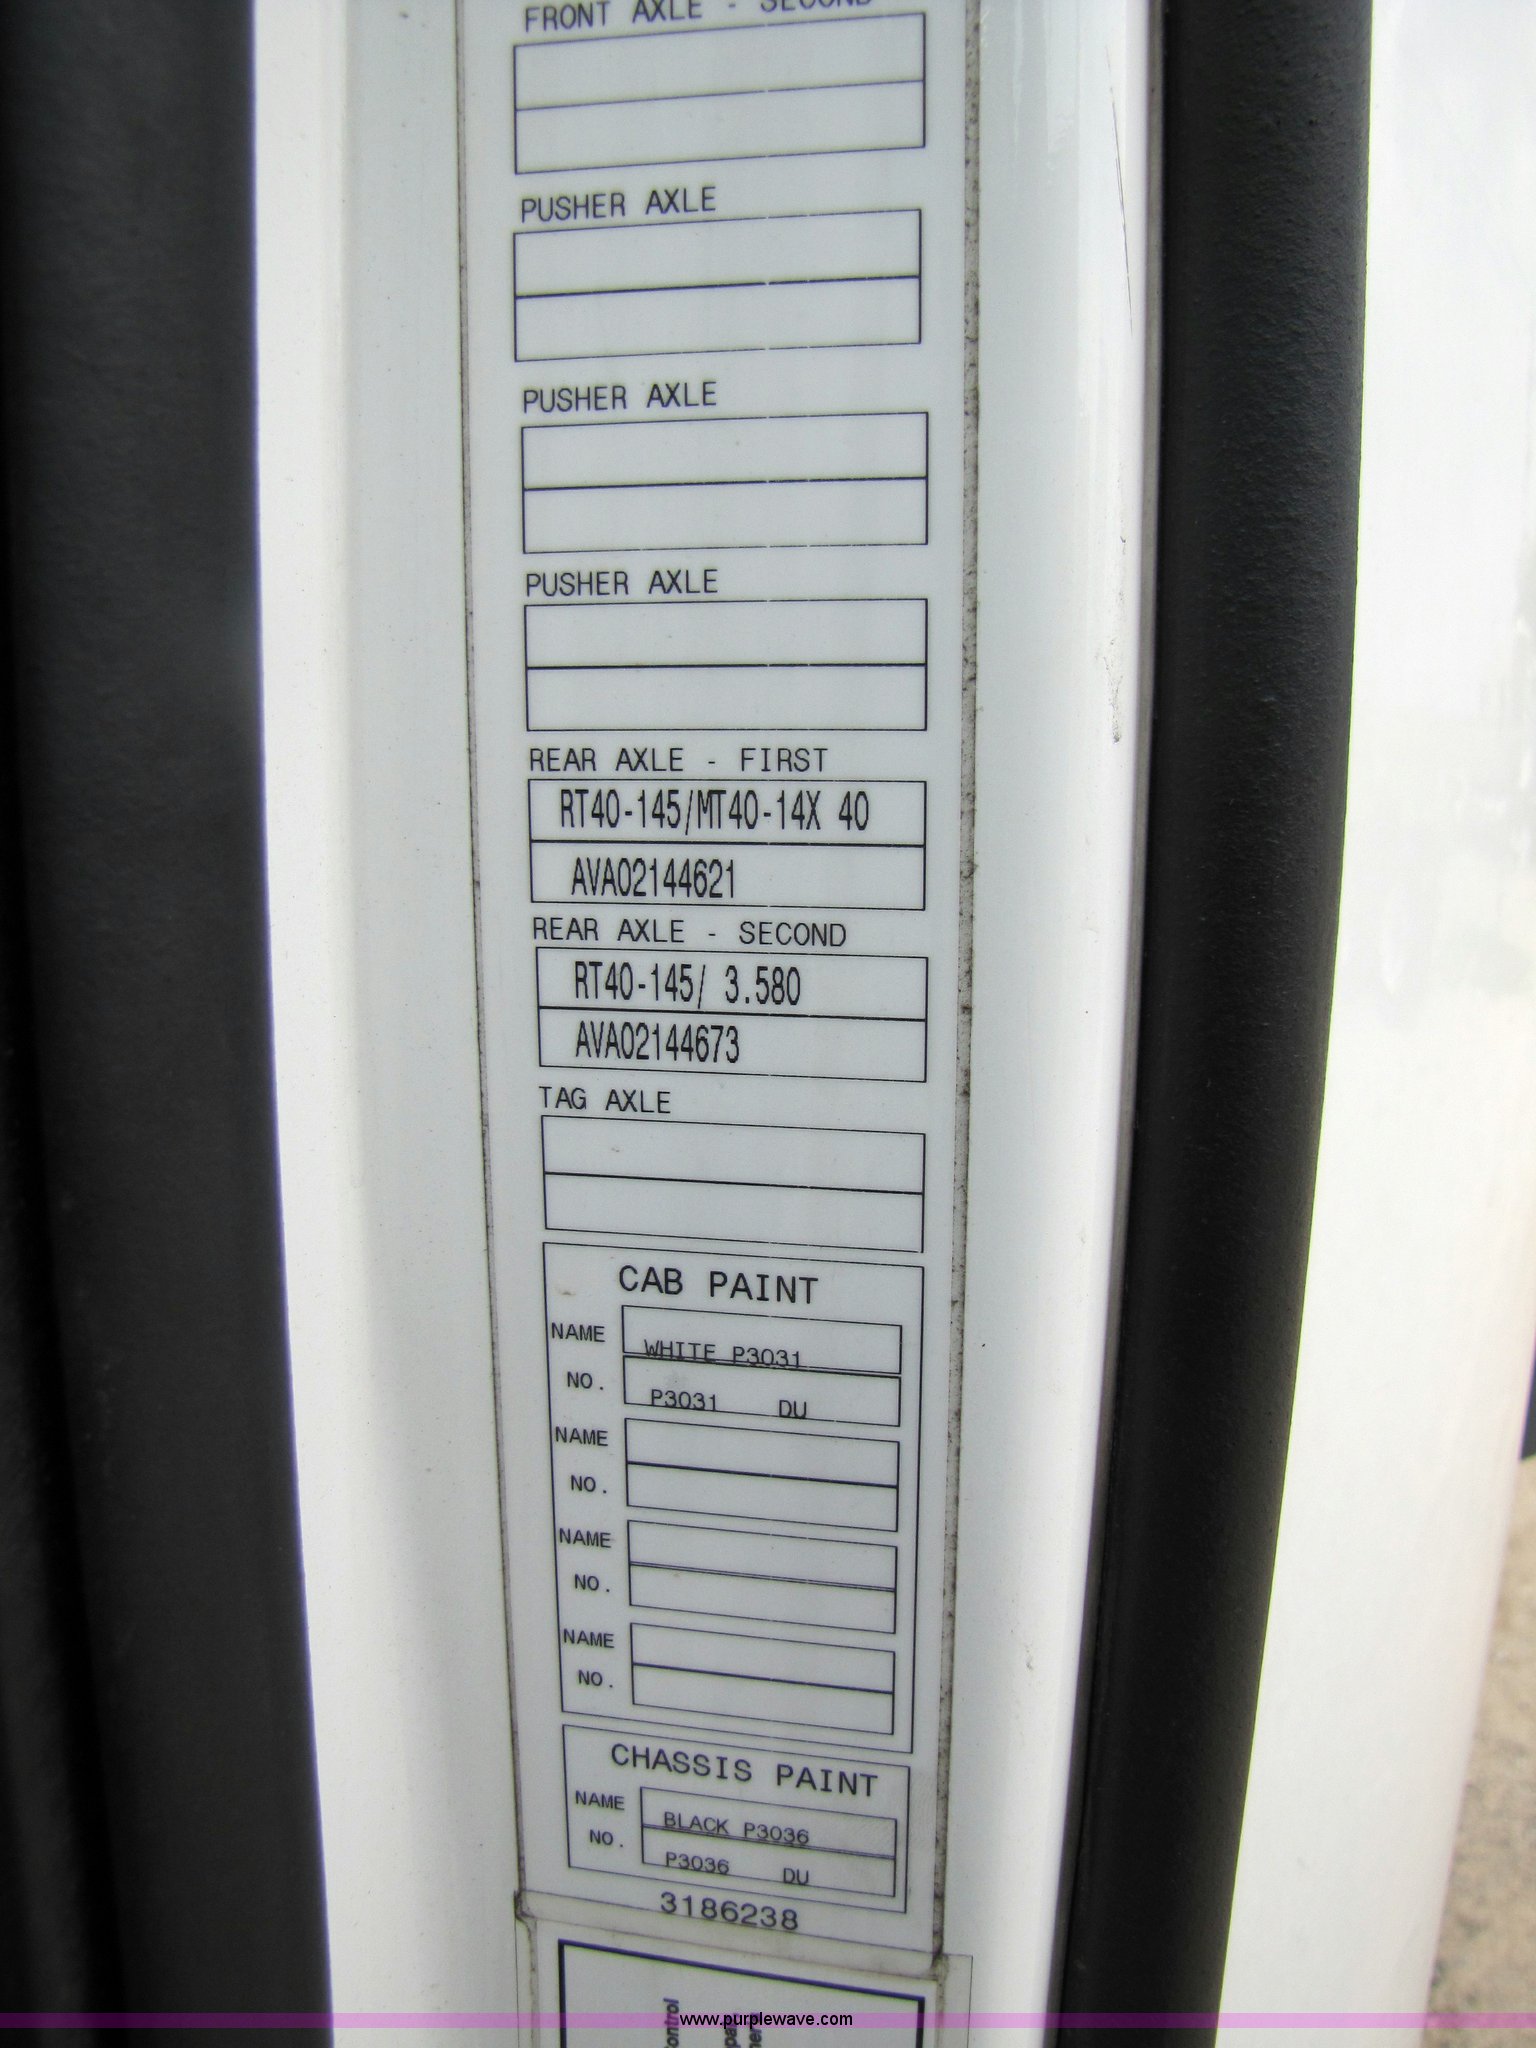 FRONT AXLE - SECOND
PUSHER AXLE
PUSHER AXLE
PUSHER AXLE
REAR AXLE - FIRST
RT40-145/MT40-14X 40
AVA02144621
REAR AXLE - SECOND
RT40-145/ 3.580
AVA02144673
TAG AXLE
CAB PAINT
NAME WHITE P3031
NO. P3031 DU
NAME
NO.
NAME
NO.
NAME
NO.
CHASSIS PAINT
NAME BLACK P3036
NO. P3036 DU
3186238
www.purplewave.com